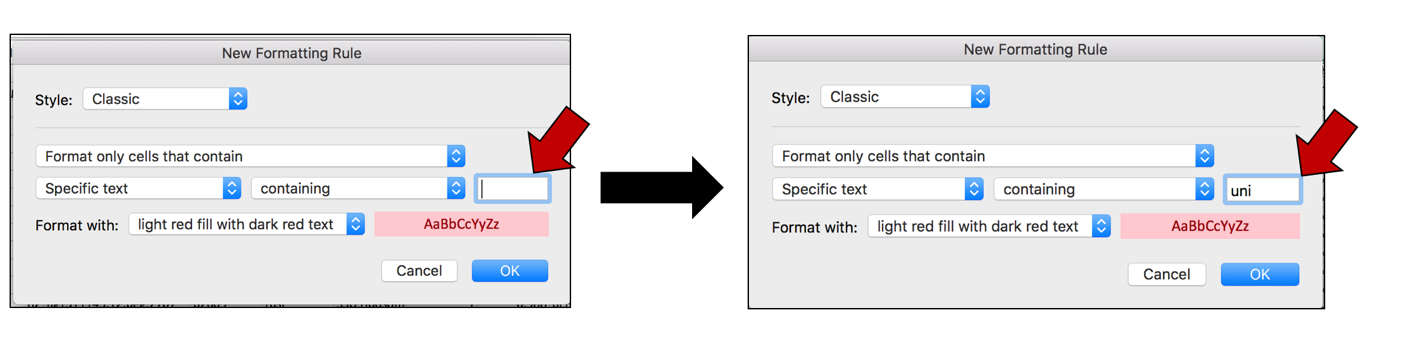 New Formatting Rule
Style: Classic
Format only cells that contain
Specific text containing
Format with: light red fill with dark red text AaBbCcYyZz
Cancel OK
New Formatting Rule
Style: Classic
Format only cells that contain
Specific text containing uni
Format with: light red fill with dark red text AaBbCcYyZz
Cancel OK